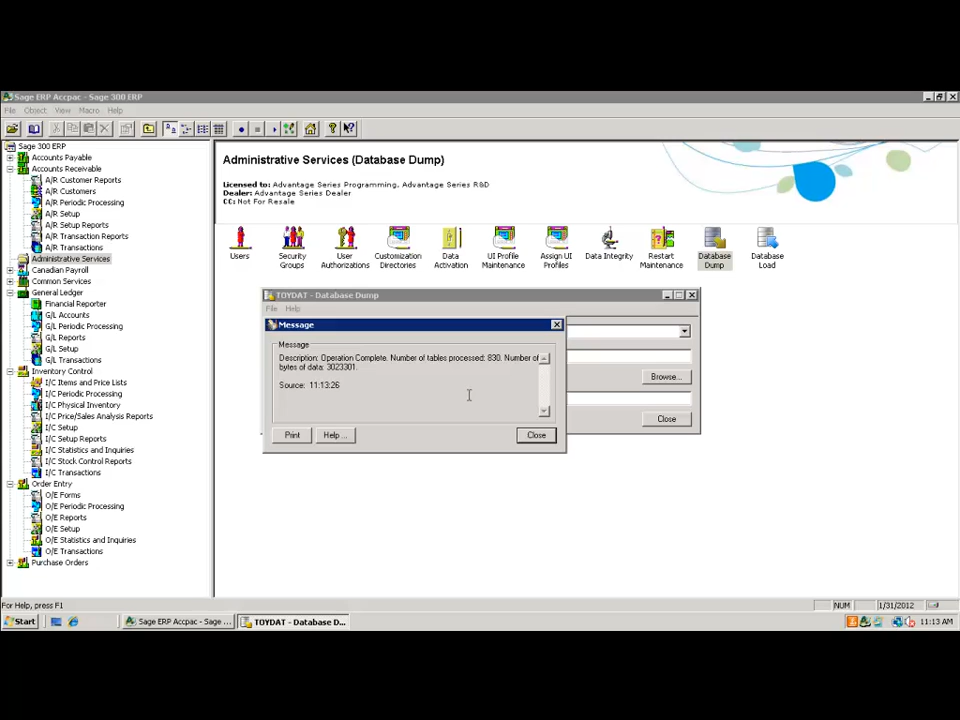 Sage ERP Accpac - Sage 300 ERP
File Object View Macro Help
Sage 300 ERP
Accounts Payable
Accounts Receivable
A/R Customer Reports
A/R Customers
A/R Periodic Processing
A/R Setup
A/R Setup Reports
A/R Transaction Reports
A/R Transactions
Administrative Services
Canadian Payroll
Common Services
General Ledger
Financial Reporter
G/L Accounts
G/L Periodic Processing
G/L Reports
G/L Setup
G/L Transactions
Inventory Control
I/C Items and Price Lists
I/C Periodic Processing
I/C Physical Inventory
I/C Price/Sales Analysis Reports
I/C Setup
I/C Setup Reports
I/C Statistics and Inquiries
I/C Stock Control Reports
I/C Transactions
Order Entry
O/E Forms
O/E Periodic Processing
O/E Reports
O/E Setup
O/E Statistics and Inquiries
O/E Transactions
Purchase Orders
Administrative Services (Database Dump)
Licensed to: Advantage Series Programming, Advantage Series R&D
Dealer: Advantage Series Dealer
CC: Not For Resale
Users
Security
Groups
User
Authorizations
Customization
Directories
Data
Activation
UI Profile
Maintenance
Assign UI
Profiles
Data Integrity
Restart
Maintenance
Database
Dump
Database
Load
TOYDAT - Database Dump
File Help
Message
Message
Description: Operation Complete. Number of tables processed: 830. Number of
bytes of data: 3023301.
Source: 11:13:26
Print Help ... Close
Browse...
Close
For Help, press F1
NUM 1/31/2012
Start Sage ERP Accpac - Sage ... TOYDAT - Database D... 11:13 AM